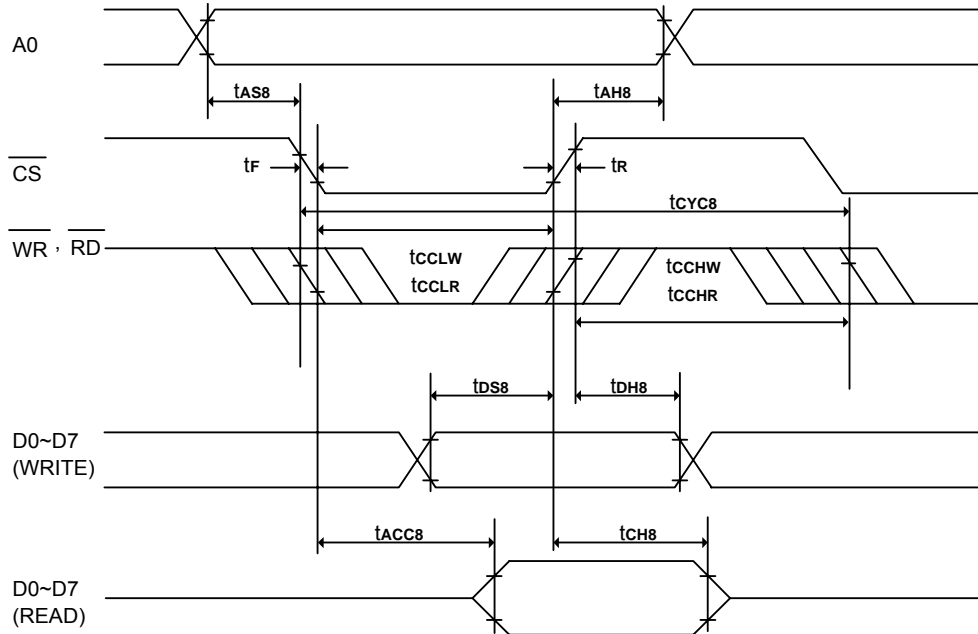 A0
tAS8
tAH8
CS
tF
tR
tCYC8
WR , RD
tCCLW
tCCLR
tCCHW
tCCHR
tDS8
tDH8
D0~D7
(WRITE)
tACC8
tCH8
D0~D7
(READ)